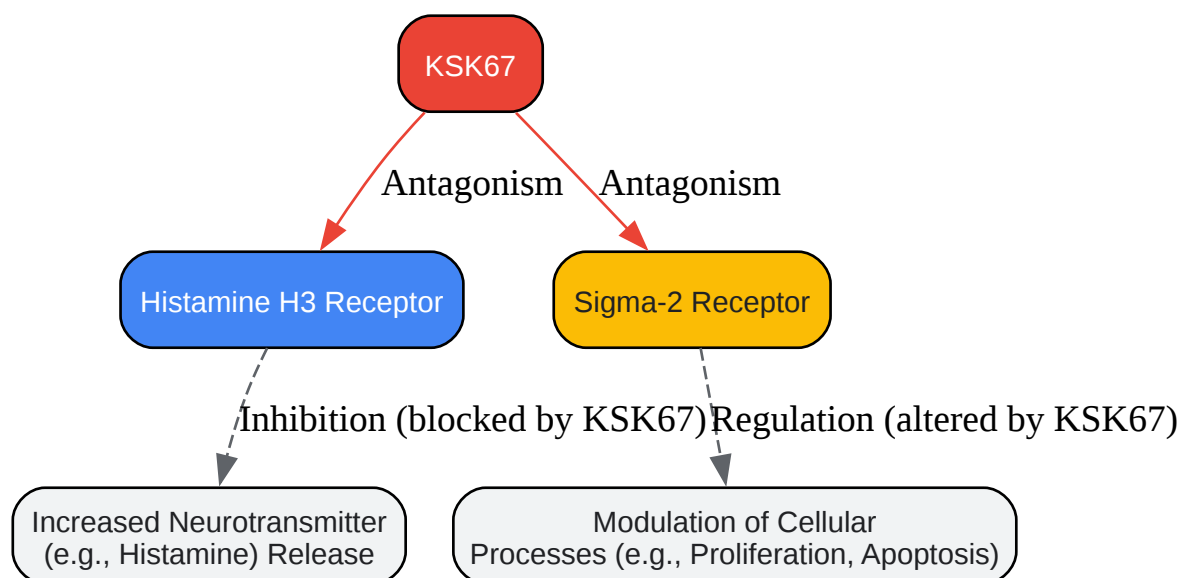 KSK67
Antagonism
Antagonism
Histamine H3 Receptor
Sigma-2 Receptor
Inhibition (blocked by KSK67)
Regulation (altered by KSK67)
Increased Neurotransmitter
(e.g., Histamine) Release
Modulation of Cellular
Processes (e.g., Proliferation, Apoptosis)